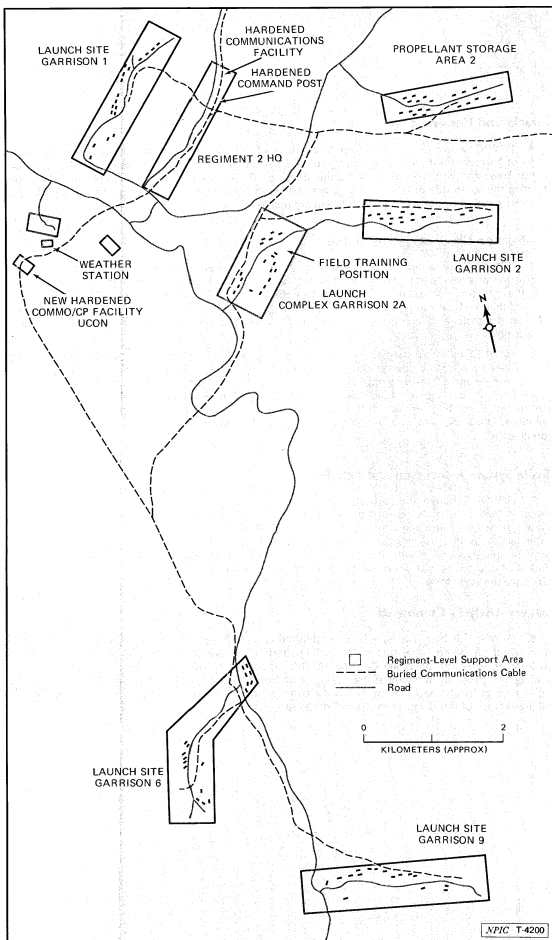 LAUNCH SITE
GARRISON 1
HARDENED
COMMUNICATIONS
FACILITY
HARDENED
COMMAND POST
PROPELLANT STORAGE
AREA 2
REGIMENT 2 HQ
WEATHER
STATION
NEW HARDENED
COMMO/CP FACILITY
UCON
FIELD TRAINING
POSITION
LAUNCH
COMPLEX GARRISON 2A
LAUNCH SITE
GARRISON 2
N
Regiment-Level Support Area
Buried Communications Cable
Road
0 2
KILOMETERS (APPROX)
LAUNCH SITE
GARRISON 6
LAUNCH SITE
GARRISON 9
NPIC T-4200